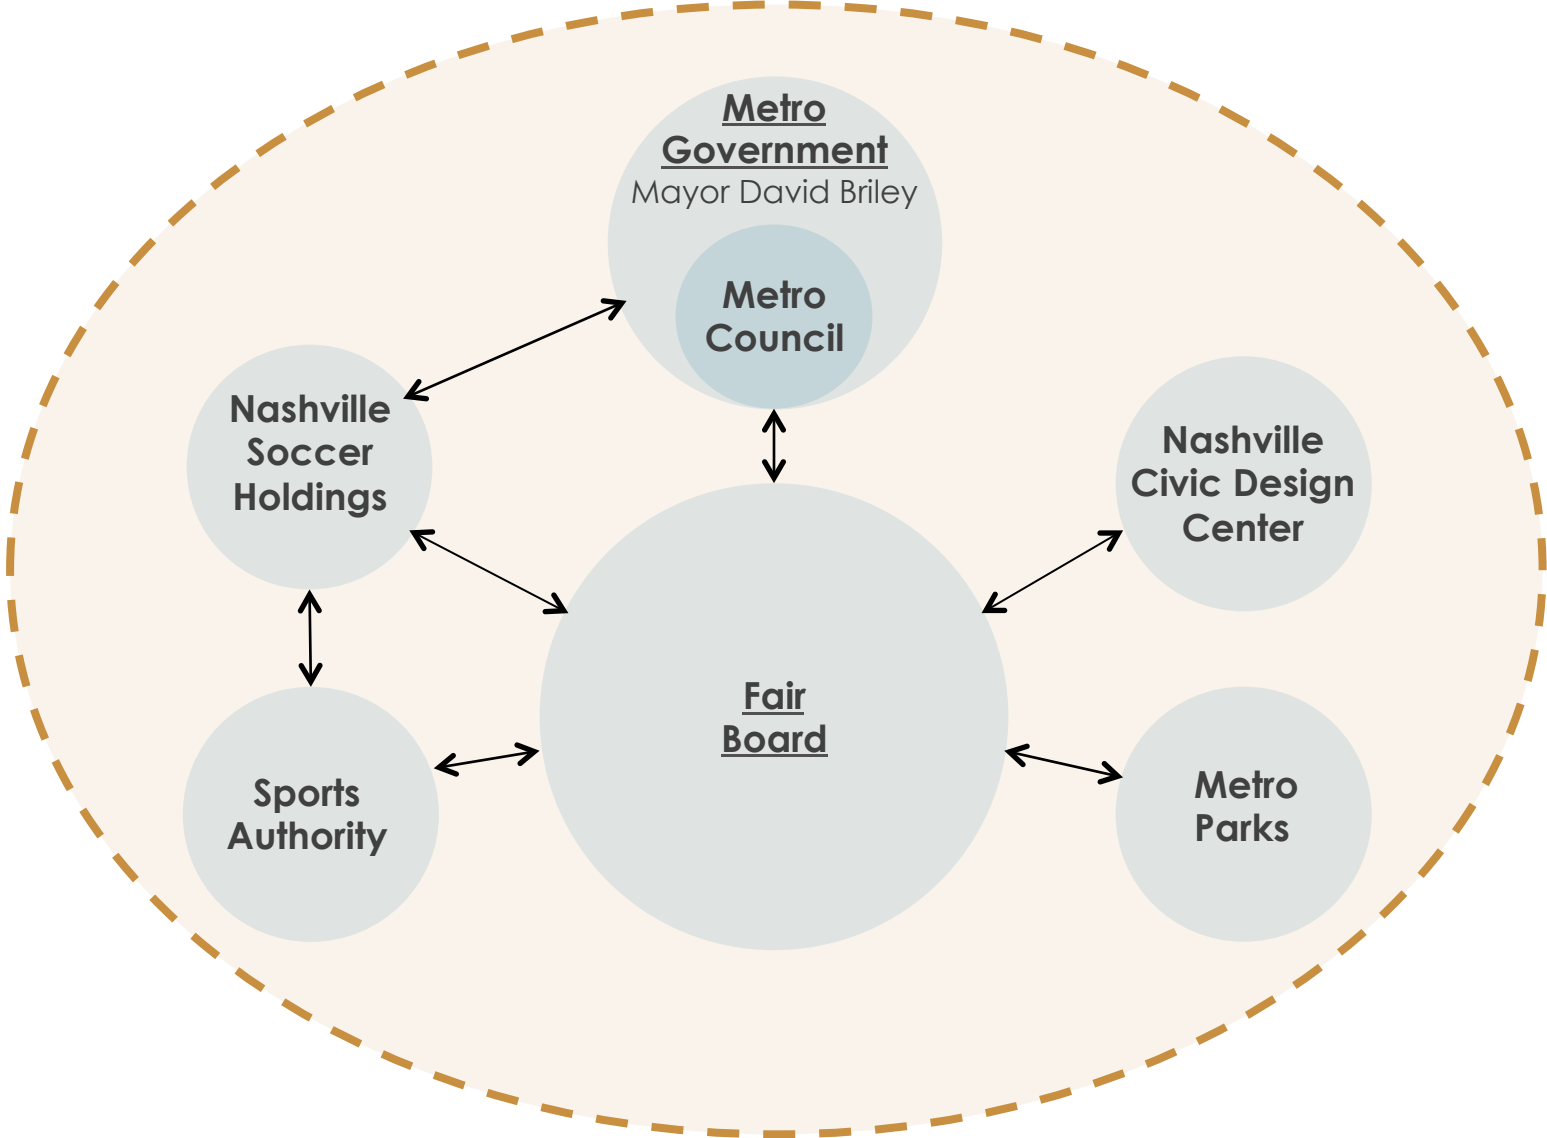 Metro
Government
Mayor David Briley
Metro
Council
Nashville
Soccer
Holdings
Nashville
Civic Design
Center
Fair
Board
Sports
Authority
Metro
Parks